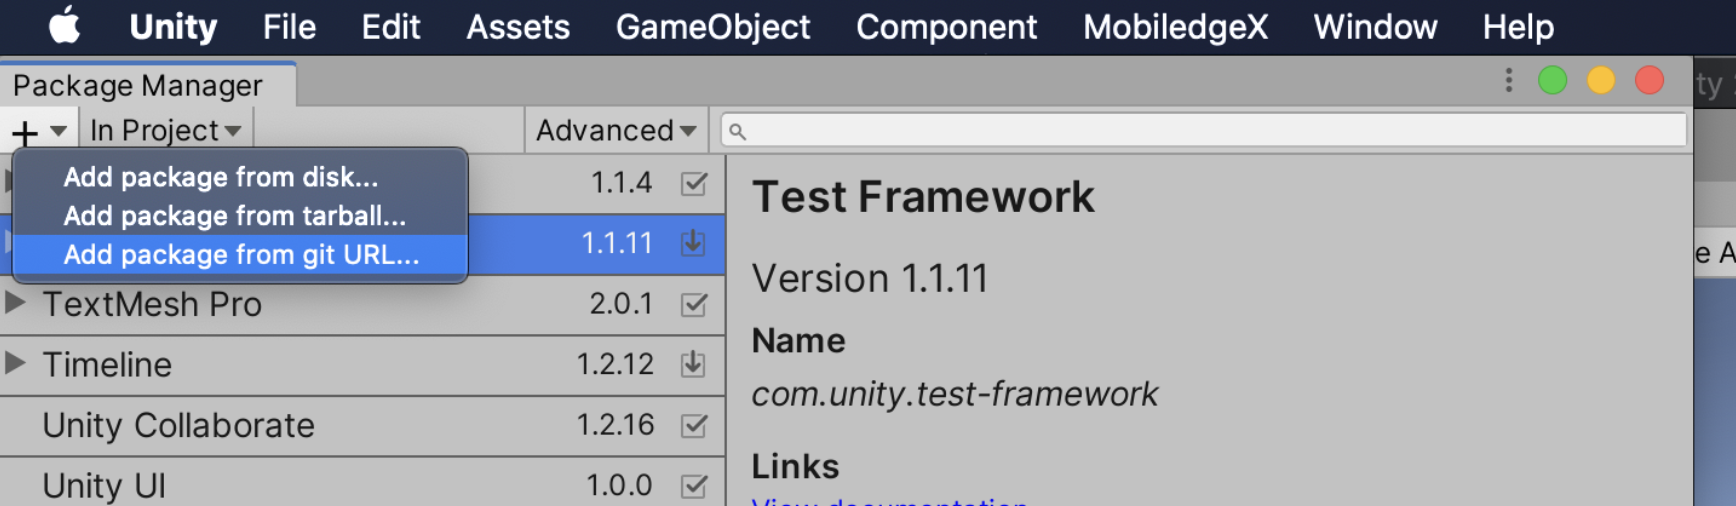 Unity File Edit Assets GameObject Component MobiledgeX Window Help
Package Manager
In Project Advanced
Add package from disk...
Add package from tarball...
Add package from git URL...
1.1.4
1.1.11
TextMesh Pro 2.0.1
Timeline 1.2.12
Unity Collaborate 1.2.16
Unity UI 1.0.0
Test Framework
Version 1.1.11
Name
com.unity.test-framework
Links
View documentation